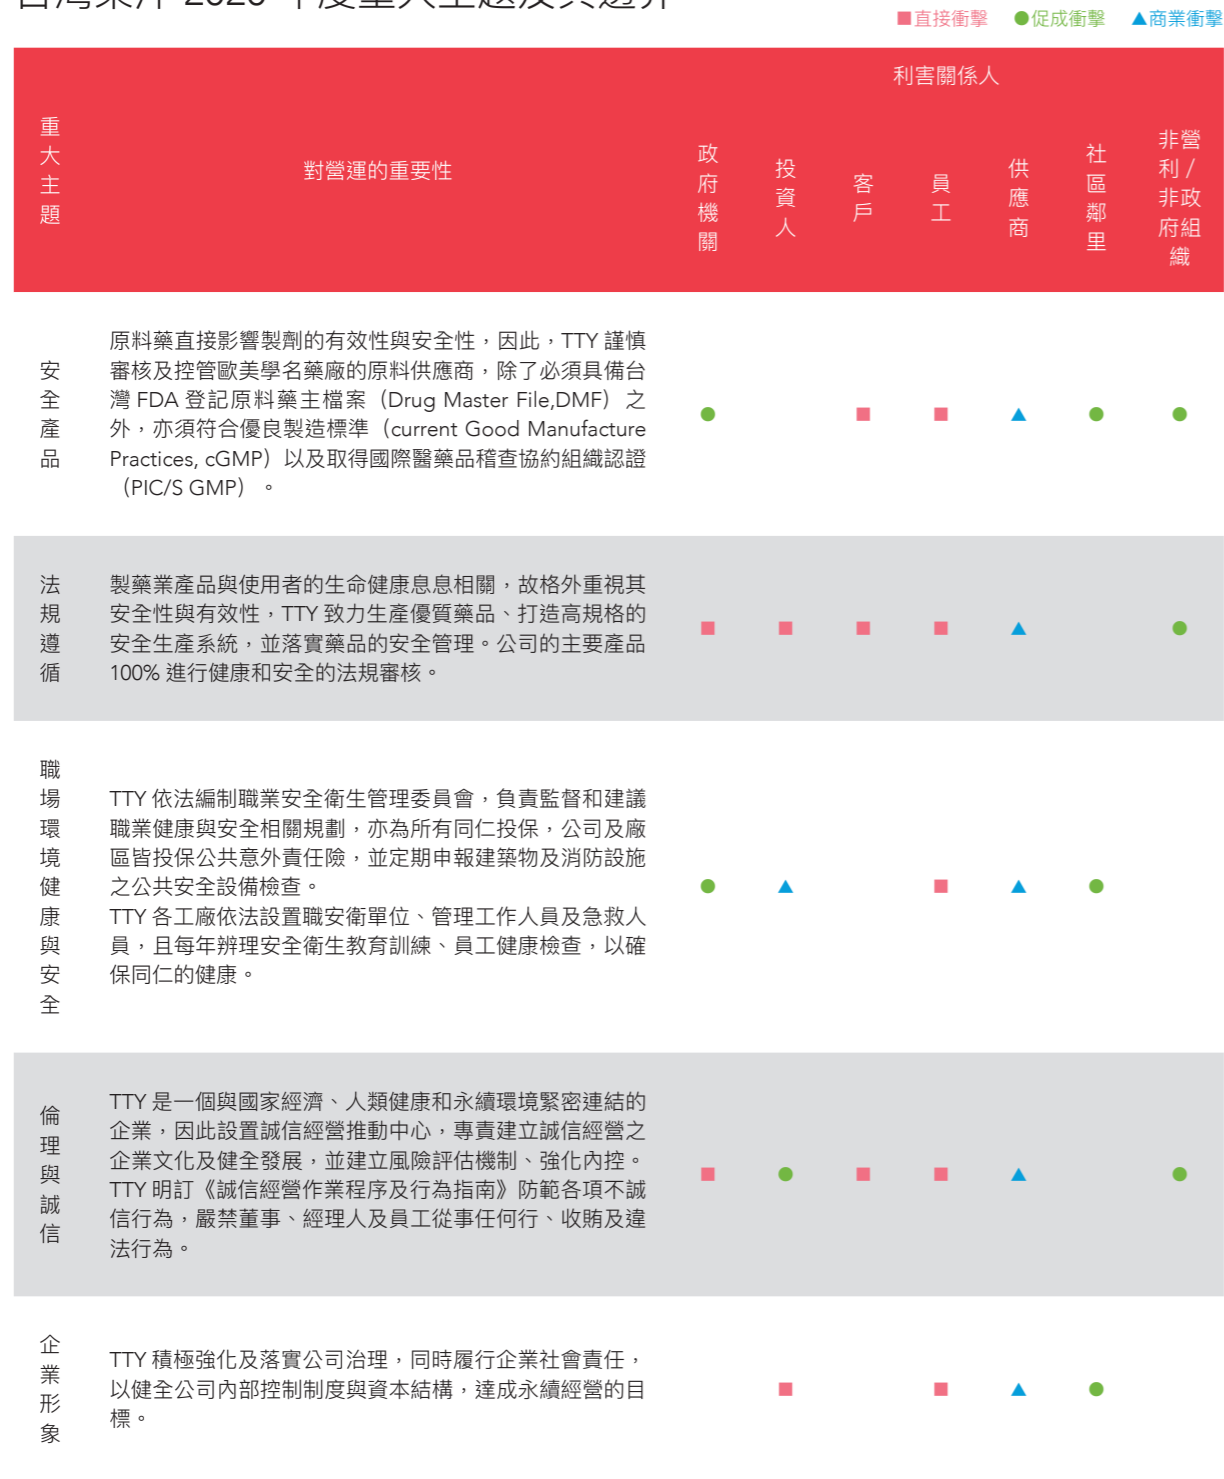 台灣東洋 2020 年度重大主題及其邊界
■直接衝擊 ●促成衝擊 ▲商業衝擊
重大主題
對營運的重要性
利害關係人
政府機關
投資人
客戶
員工
供應商
社區鄰里
非營利/非政府組織
安全產品
原料藥直接影響製劑的有效性與安全性,因此,TTY 謹慎
審核及控管歐美學名藥廠的原料供應商,除了必須具備台
灣 FDA 登記原料藥主檔案(Drug Master File,DMF)之
外,亦須符合優良製造標準(current Good Manufacture
Practices, cGMP)以及取得國際醫藥品稽查協約組織認證
(PIC/S GMP)。
● ■ ■ ▲ ● ●
法規遵循
製藥業產品與使用者的生命健康息息相關,故格外重視其
安全性與有效性,TTY 致力生產優質藥品、打造高規格的
安全生產系統,並落實藥品的安全管理。公司的主要產品
100% 進行健康和安全的法規審核。
■ ■ ■ ■ ▲ ●
職場環境健康與安全
TTY 依法編制職業安全衛生管理委員會,負責監督和建議
職業健康與安全相關規劃,亦為所有同仁投保,公司及廠
區皆投保公共意外責任險,並定期申報建築物及消防設施
之公共安全設備檢查。
TTY 各工廠依法設置職安衛單位、管理工作人員及急救人
員,且每年辨理安全衛生教育訓練、員工健康檢查,以確
保同仁的健康。
● ▲ ■ ▲ ●
倫理與誠信
TTY 是一個與國家經濟、人類健康和永續環境緊密連結的
企業,因此設置誠信經營推動中心,專責建立誠信經營之
企業文化及健全發展,並建立風險評估機制、強化內控。
TTY 明訂《誠信經營作業程序及行為指南》防範各項不誠
信行為,嚴禁董事、經理人及員工從事任何行、收賄及違
法行為。
■ ● ■ ■ ▲ ●
企業形象
TTY 積極強化及落實公司治理,同時履行企業社會責任,
以健全公司內部控制制度與資本結構,達成永續經營的目
標。
■ ■ ▲ ●